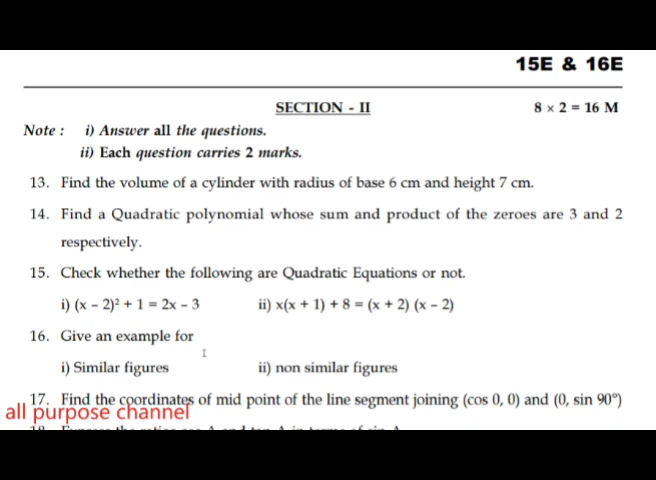 15E & 16E
SECTION - II 8 × 2 = 16 M
Note : i) Answer all the questions.
ii) Each question carries 2 marks.
13. Find the volume of a cylinder with radius of base 6 cm and height 7 cm.
14. Find a Quadratic polynomial whose sum and product of the zeroes are 3 and 2
respectively.
15. Check whether the following are Quadratic Equations or not.
i) (x – 2)² + 1 = 2x – 3 ii) x(x + 1) + 8 = (x + 2) (x – 2)
16. Give an example for
i) Similar figures ii) non similar figures
17. Find the coordinates of mid point of the line segment joining (cos 0, 0) and (0, sin 90°)
all purpose channel